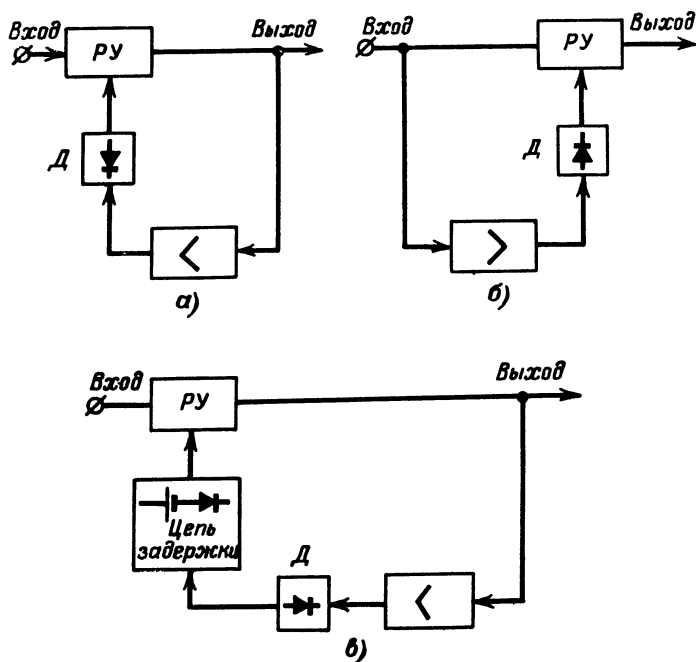 Вход
РУ
Выход
Д
а)
Вход
РУ
Выход
Д
б)
Вход
РУ
Выход
Цепь
задержки
Д
в)